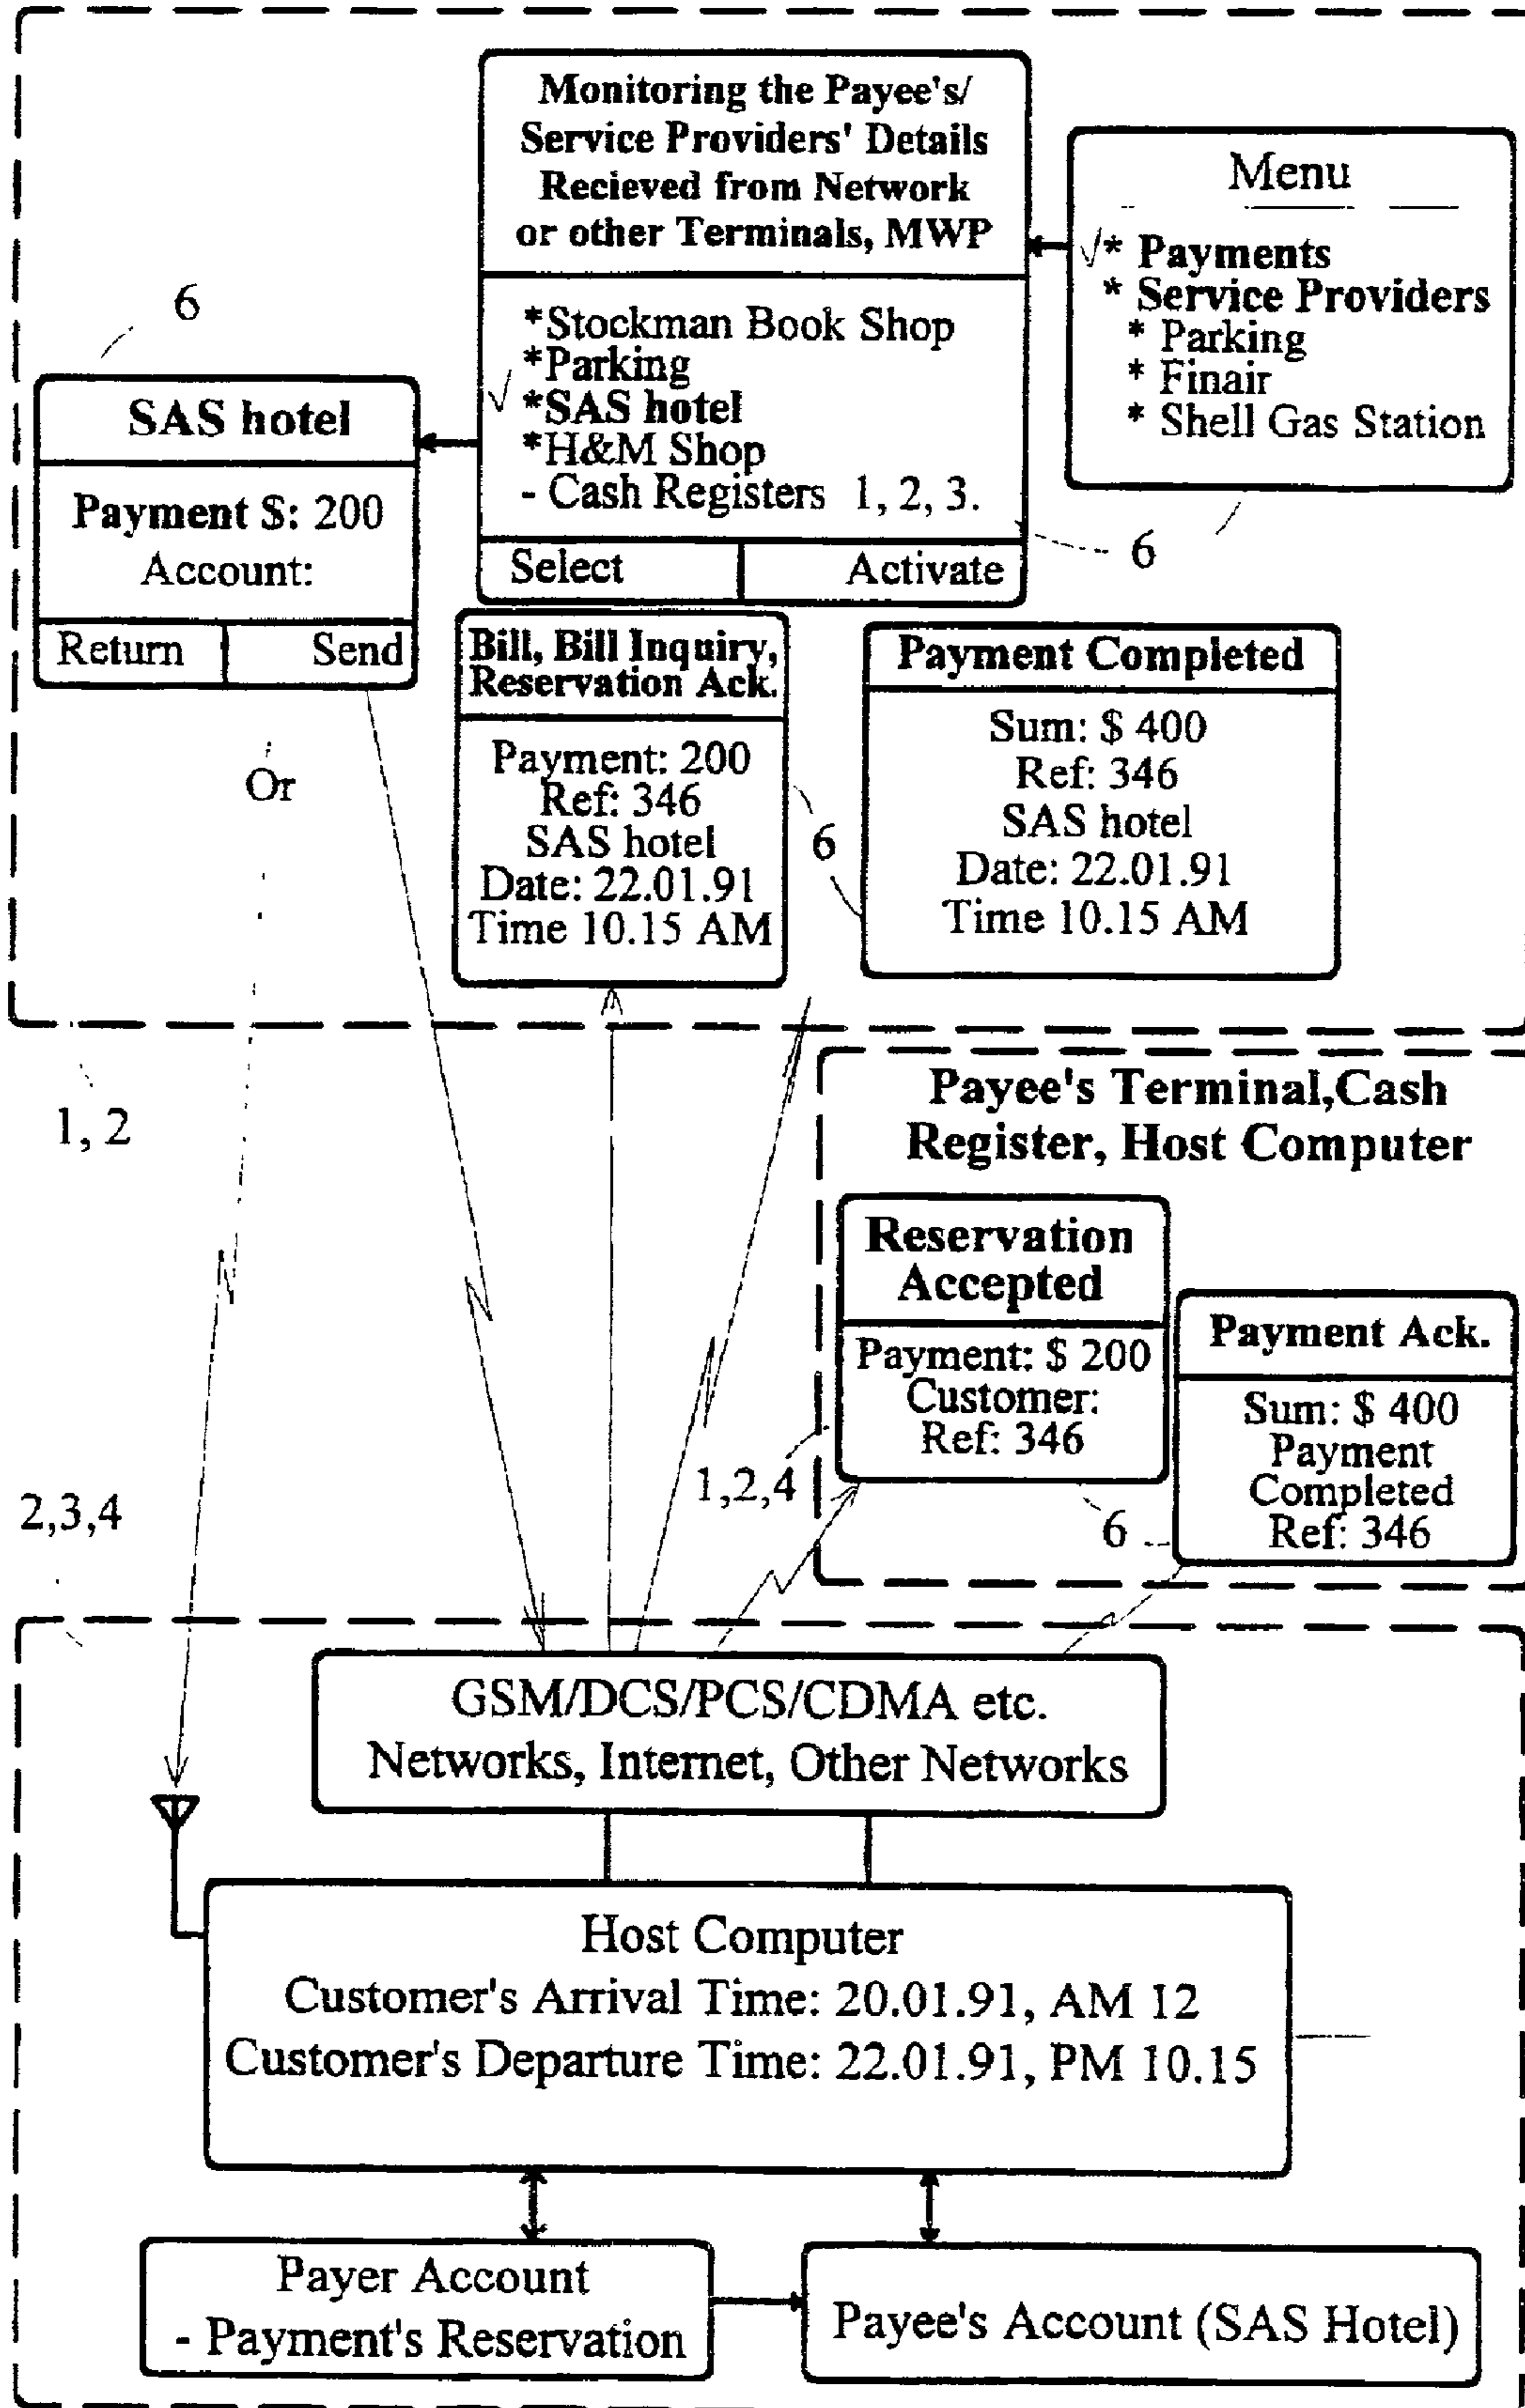 Monitoring the Payee's/
Service Providers' Details
Recieved from Network
or other Terminals, MWP
*Stockman Book Shop
*Parking
√ *SAS hotel
*H&M Shop
- Cash Registers 1, 2, 3.
Select
Activate
Menu
√* Payments
* Service Providers
* Parking
* Finair
* Shell Gas Station
6
6
SAS hotel
Payment $: 200
Account:
Return
Send
Bill, Bill Inquiry,
Reservation Ack.
Payment: 200
Ref: 346
SAS hotel
Date: 22.01.91
Time 10.15 AM
6
Payment Completed
Sum: $ 400
Ref: 346
SAS hotel
Date: 22.01.91
Time 10.15 AM
Or
1, 2
Payee's Terminal,Cash
Register, Host Computer
Reservation
Accepted
Payment: $ 200
Customer:
Ref: 346
Payment Ack.
Sum: $ 400
Payment
Completed
Ref: 346
1,2,4
6
2,3,4
GSM/DCS/PCS/CDMA etc.
Networks, Internet, Other Networks
Host Computer
Customer's Arrival Time: 20.01.91, AM 12
Customer's Departure Time: 22.01.91, PM 10.15
Payer Account
- Payment's Reservation
Payee's Account (SAS Hotel)